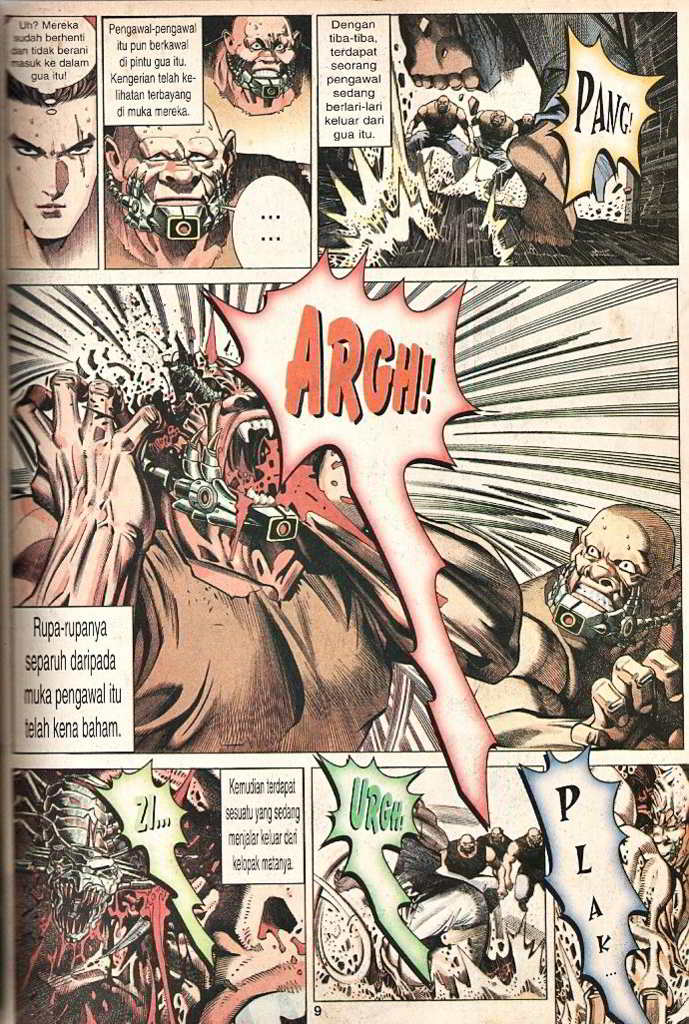 Uh? Mereka
sudah berhenti
dan tidak berani
masuk ke dalam
gua itu!
Pengawal-pengawal
itu pun berkawal
di pintu gua itu.
Kengerian telah ke-
lihatan terbayang
di muka mereka.
...
...
Dengan
tiba-tiba,
terdapat
seorang
pengawal
sedang
berlari-lari
keluar dari
gua itu.
PANG!
ARGH!!
Rupa-rupanya
separuh daripada
muka pengawal itu
telah kena baham.
ZI...
Kemudian terdapat
sesuatu yang sedang
menjalar keluar dari
kelopak matanya.
URGH!
PLAK...
9